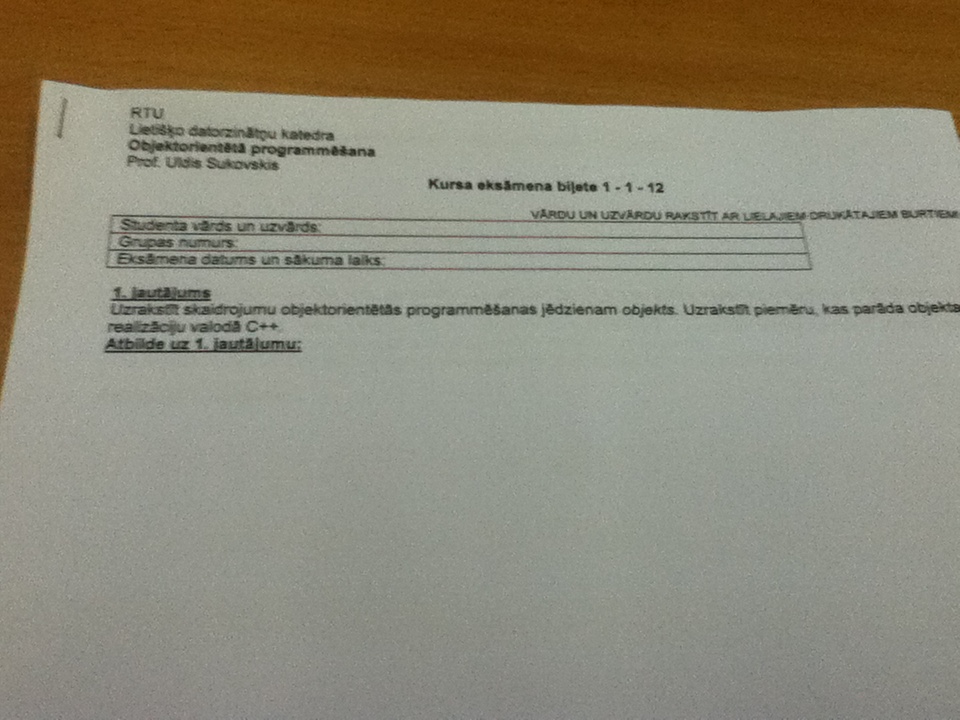 RTU
Lietišķo datorzinātņu katedra
Objektorientētā programmēšana
Prof. Uldis Sukovskis
Kursa eksāmena biļete 1 - 1 - 12
VĀRDU UN UZVĀRDU RAKSTĪT AR LIELAJIEM DRUKĀTAJIEM BURTIEM
Studenta vārds un uzvārds:
Grupas numurs:
Eksāmena datums un sākuma laiks:
1. jautājums
Uzrakstīt skaidrojumu objektorientētās programmēšanas jēdzienam objekts. Uzrakstīt piemēru, kas parāda objekta
realizāciju valodā C++.
Atbilde uz 1. jautājumu: